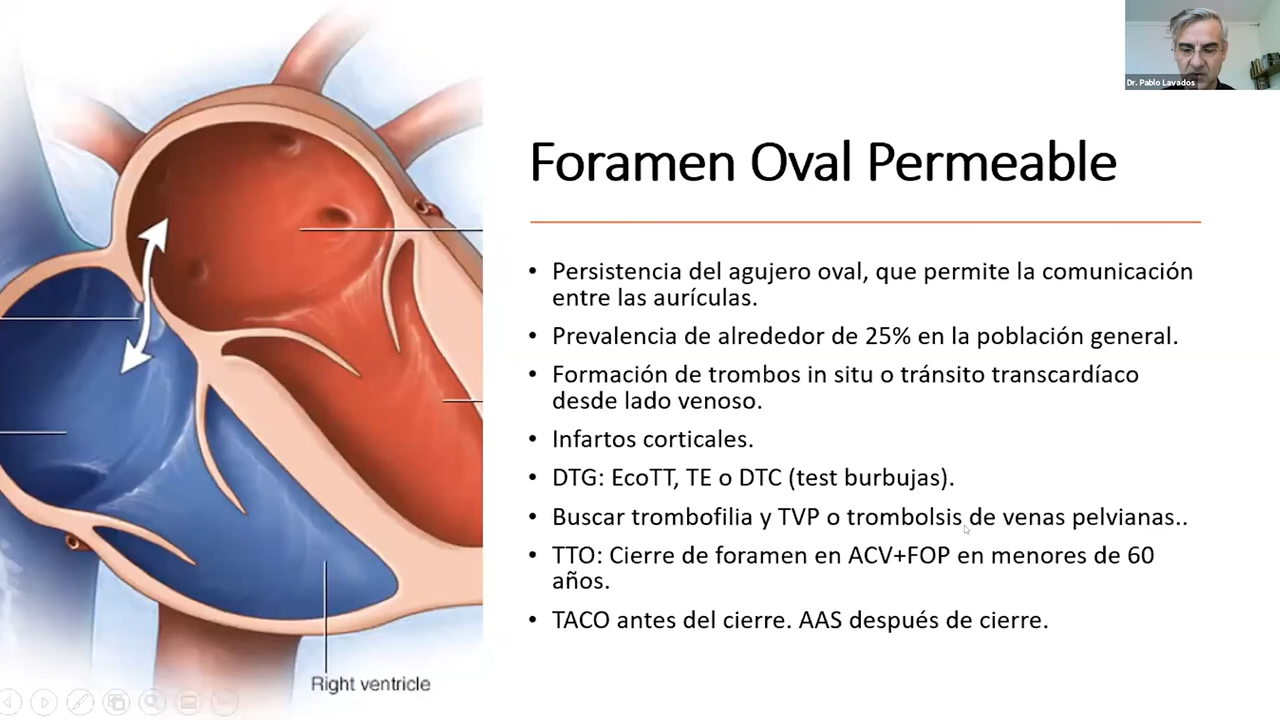 Dr. Pablo Lavados
Foramen Oval Permeable
• Persistencia del agujero oval, que permite la comunicación
entre las aurículas.
• Prevalencia de alrededor de 25% en la población general.
• Formación de trombos in situ o tránsito transcardíaco
desde lado venoso.
• Infartos corticales.
• DTG: EcoTT, TE o DTC (test burbujas).
• Buscar trombofilia y TVP o trombolsis de venas pelvianas..
• TTO: Cierre de foramen en ACV+FOP en menores de 60
años.
• TACO antes del cierre. AAS después de cierre.
Right ventricle